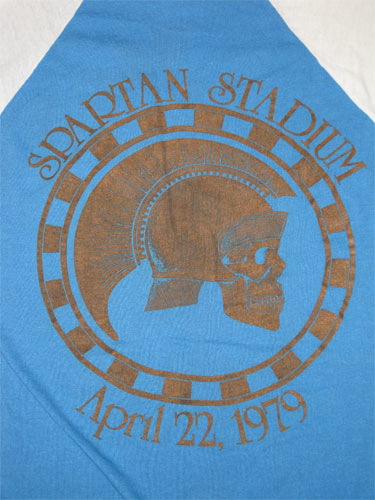 SPARTAN STADIUM
April 22, 1979